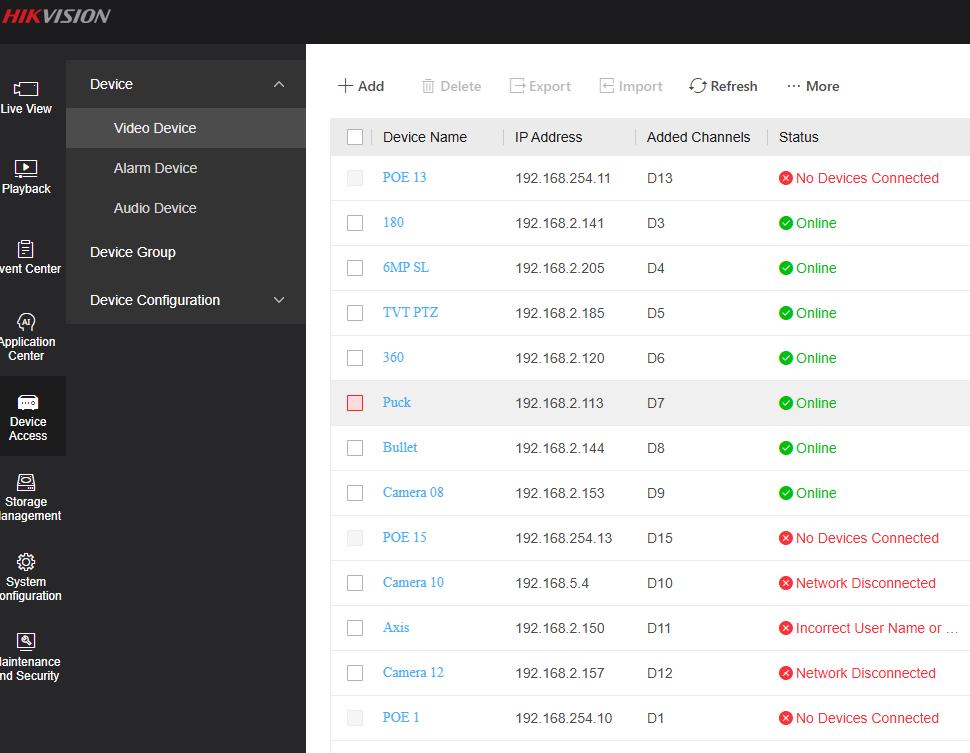 HIKVISION
Live View
Playback
vent Center
AI
Application
Center
Device
Access
Storage
lanagement
System
onfiguration
laintenance
nd Security
Device
Video Device
Alarm Device
Audio Device
Device Group
Device Configuration
Add Delete Export Import Refresh ··· More
Device Name IP Address Added Channels Status
POE 13 192.168.254.11 D13 No Devices Connected
180 192.168.2.141 D3 Online
6MP SL 192.168.2.205 D4 Online
TVT PTZ 192.168.2.185 D5 Online
360 192.168.2.120 D6 Online
Puck 192.168.2.113 D7 Online
Bullet 192.168.2.144 D8 Online
Camera 08 192.168.2.153 D9 Online
POE 15 192.168.254.13 D15 No Devices Connected
Camera 10 192.168.5.4 D10 Network Disconnected
Axis 192.168.2.150 D11 Incorrect User Name or ...
Camera 12 192.168.2.157 D12 Network Disconnected
POE 1 192.168.254.10 D1 No Devices Connected